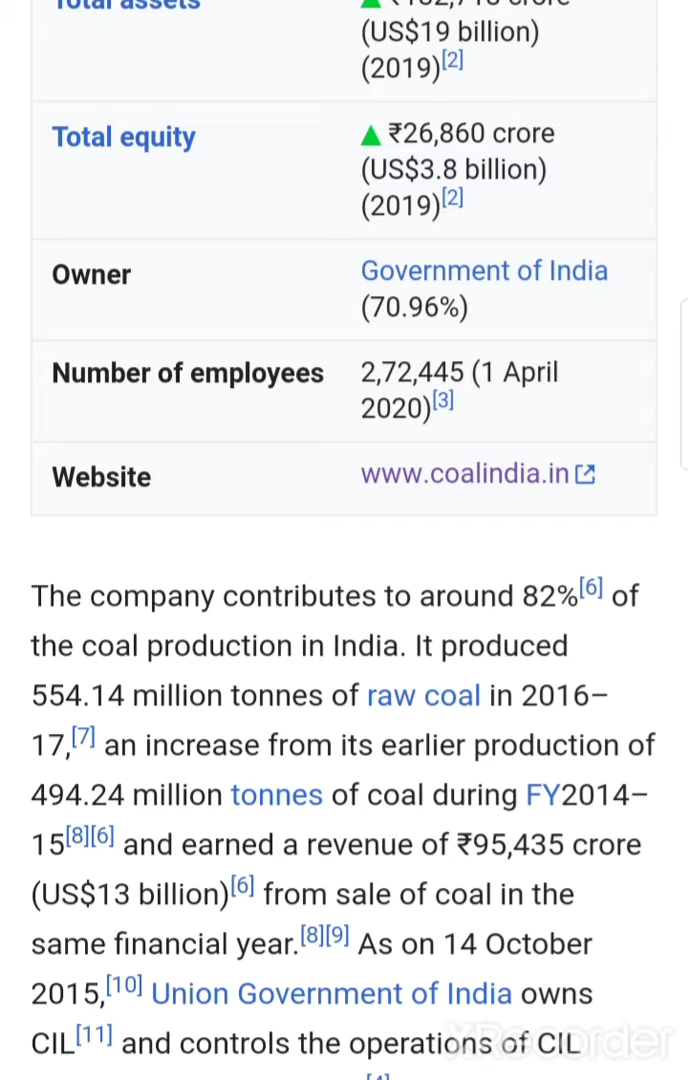 Total assets
crore
(US$19 billion)
(2019)[2]
Total equity
▲ ₹26,860 crore
(US$3.8 billion)
(2019)[2]
Owner
Government of India
(70.96%)
Number of employees
2,72,445 (1 April
2020)[3]
Website
www.coalindia.in
The company contributes to around 82%[6] of
the coal production in India. It produced
554.14 million tonnes of raw coal in 2016–
17,[7] an increase from its earlier production of
494.24 million tonnes of coal during FY2014–
15[8][6] and earned a revenue of ₹95,435 crore
(US$13 billion)[6] from sale of coal in the
same financial year.[8][9] As on 14 October
2015,[10] Union Government of India owns
CIL[11] and controls the operations of CIL
XRecorder